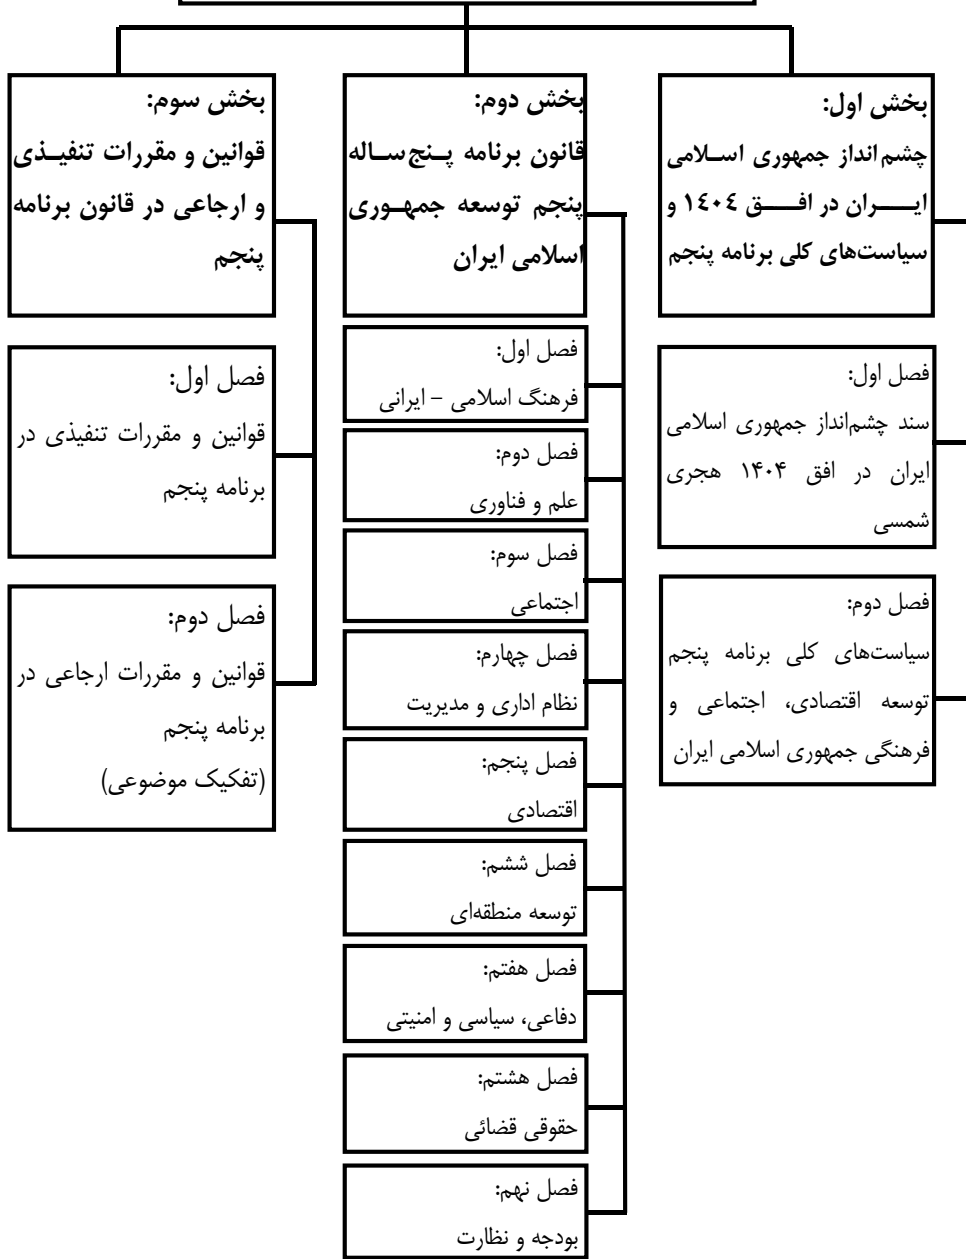 بخش اول:
چشم‌انداز جمهوری اسلامی
ایران در افق ١٤٠٤ و
سیاست‌های کلی برنامه پنجم
فصل اول:
سند چشم‌انداز جمهوری اسلامی
ایران در افق ۱۴۰۴ هجری
شمسی
فصل دوم:
سیاست‌های کلی برنامه پنجم
توسعه اقتصادی، اجتماعی و
فرهنگی جمهوری اسلامی ایران
بخش دوم:
قانون برنامه پنج‌ساله
پنجم توسعه جمهوری
اسلامی ایران
فصل اول:
فرهنگ اسلامی – ایرانی
فصل دوم:
علم و فناوری
فصل سوم:
اجتماعی
فصل چهارم:
نظام اداری و مدیریت
فصل پنجم:
اقتصادی
فصل ششم:
توسعه منطقه‌ای
فصل هفتم:
دفاعی، سیاسی و امنیتی
فصل هشتم:
حقوقی قضائی
فصل نهم:
بودجه و نظارت
بخش سوم:
قوانین و مقررات تنفیذی
و ارجاعی در قانون برنامه
پنجم
فصل اول:
قوانین و مقررات تنفیذی در
برنامه پنجم
فصل دوم:
قوانین و مقررات ارجاعی در
برنامه پنجم
(تفکیک موضوعی)